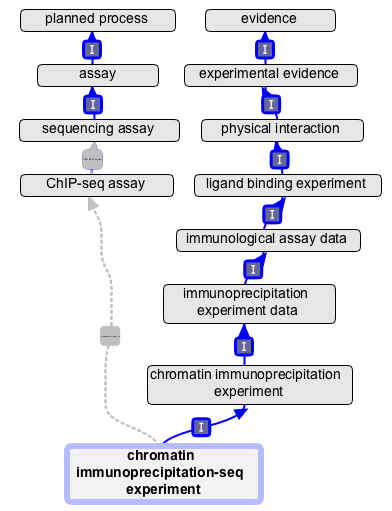 planned process
evidence
I
I
assay
experimental evidence
I
I
sequencing assay
physical interaction
I
ChIP-seq assay
ligand binding experiment
I
immunological assay data
I
immunoprecipitation
experiment data
I
chromatin immunoprecipitation
experiment
I
chromatin
immunoprecipitation-seq
experiment